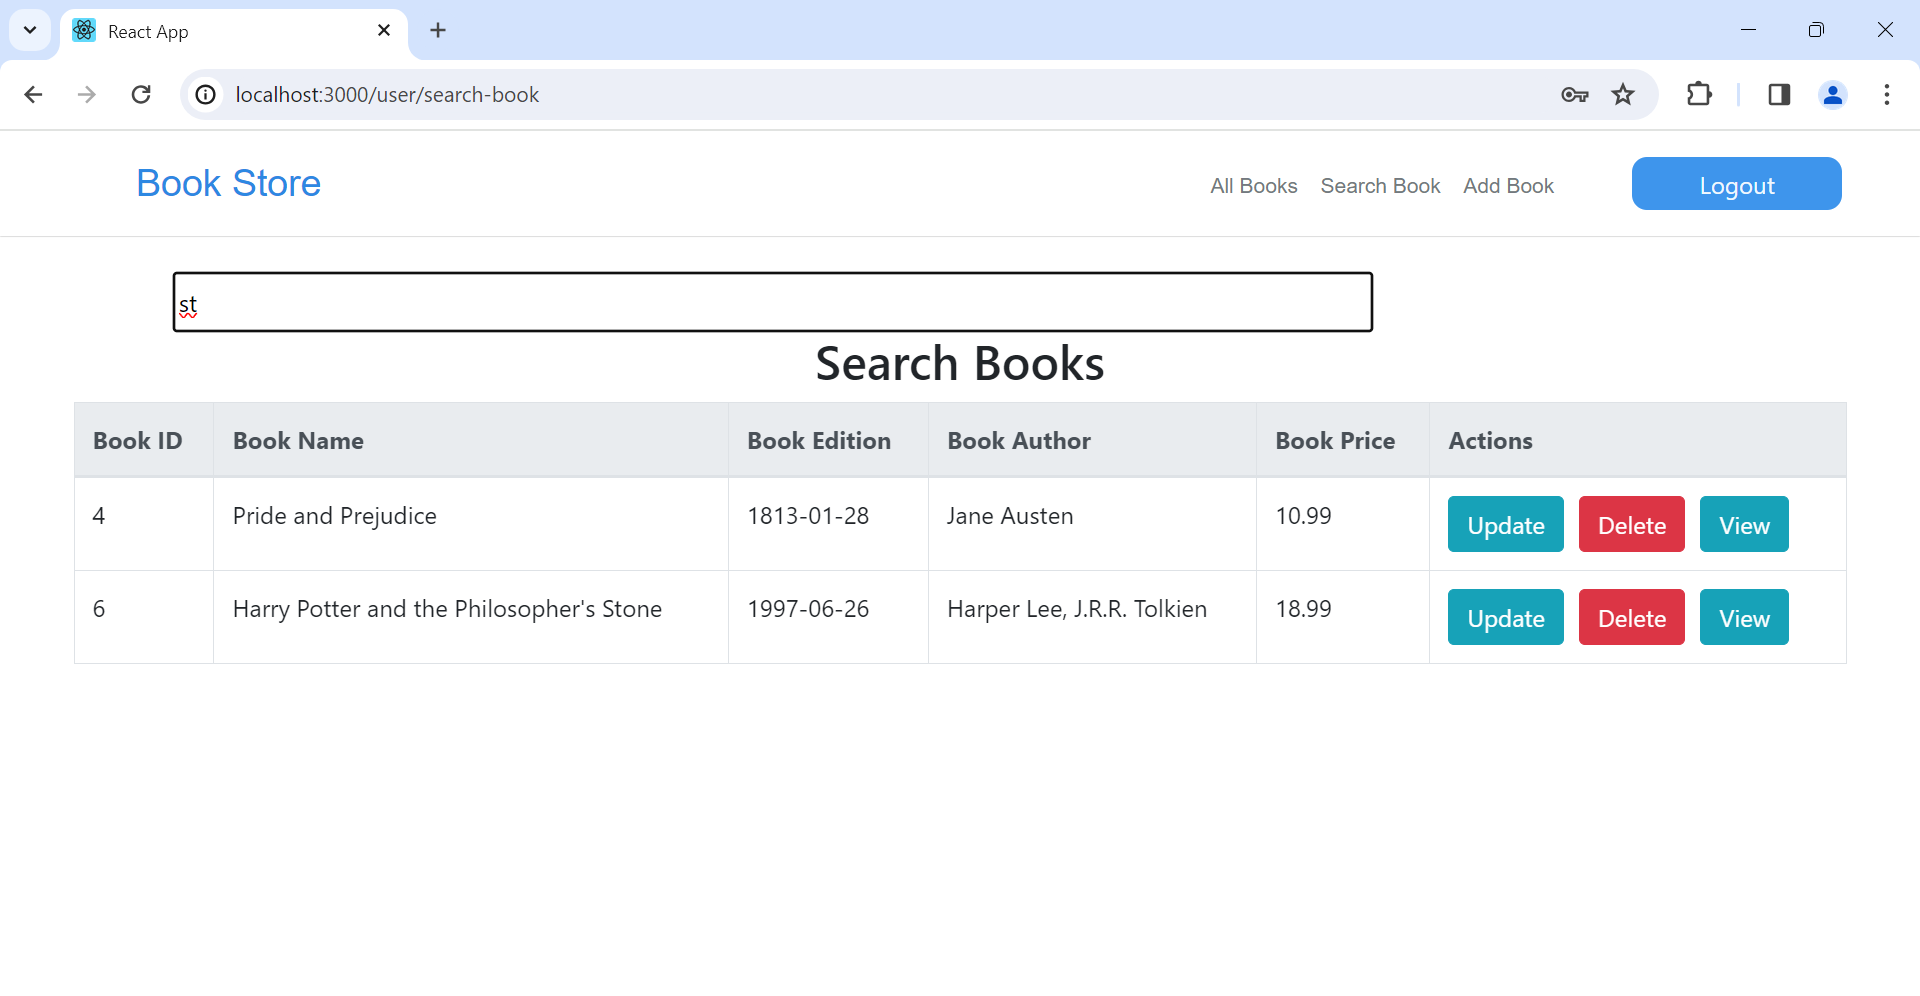 React App
localhost:3000/user/search-book
Book Store
All Books Search Book Add Book Logout
st
Search Books
Book ID Book Name Book Edition Book Author Book Price Actions
4 Pride and Prejudice 1813-01-28 Jane Austen 10.99 Update Delete View
6 Harry Potter and the Philosopher's Stone 1997-06-26 Harper Lee, J.R.R. Tolkien 18.99 Update Delete View